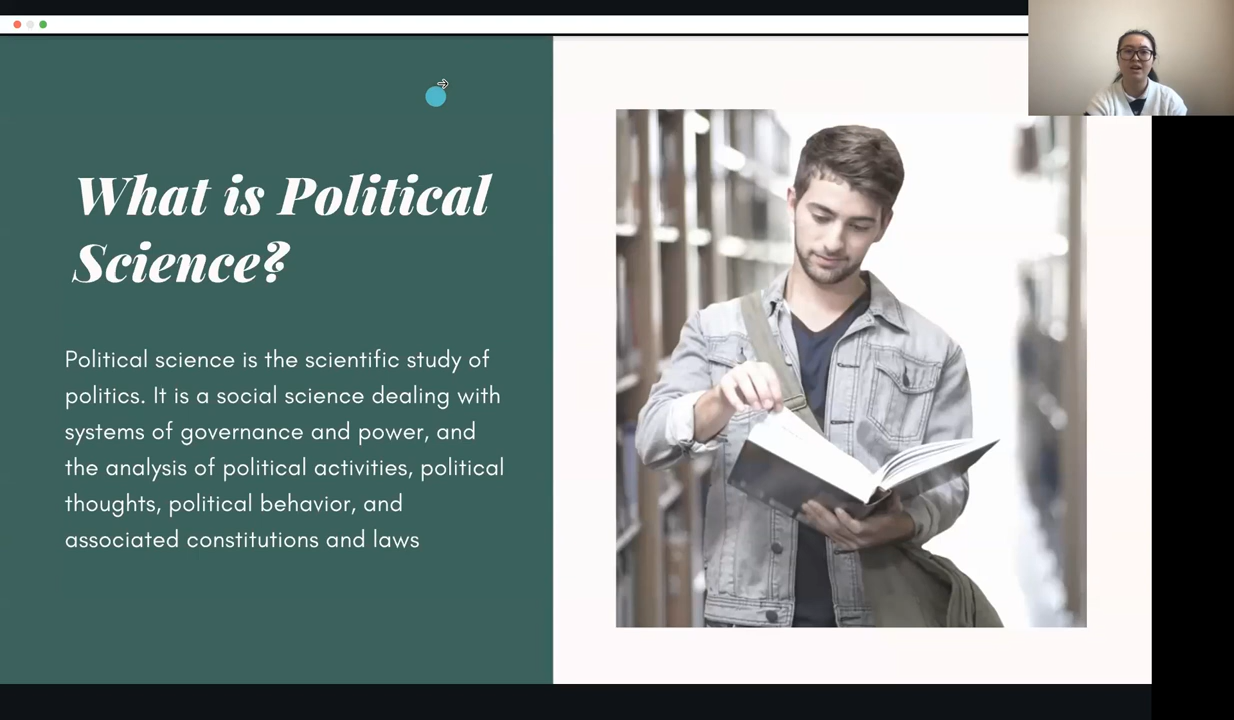 What is Political
Science?
Political science is the scientific study of
politics. It is a social science dealing with
systems of governance and power, and
the analysis of political activities, political
thoughts, political behavior, and
associated constitutions and laws